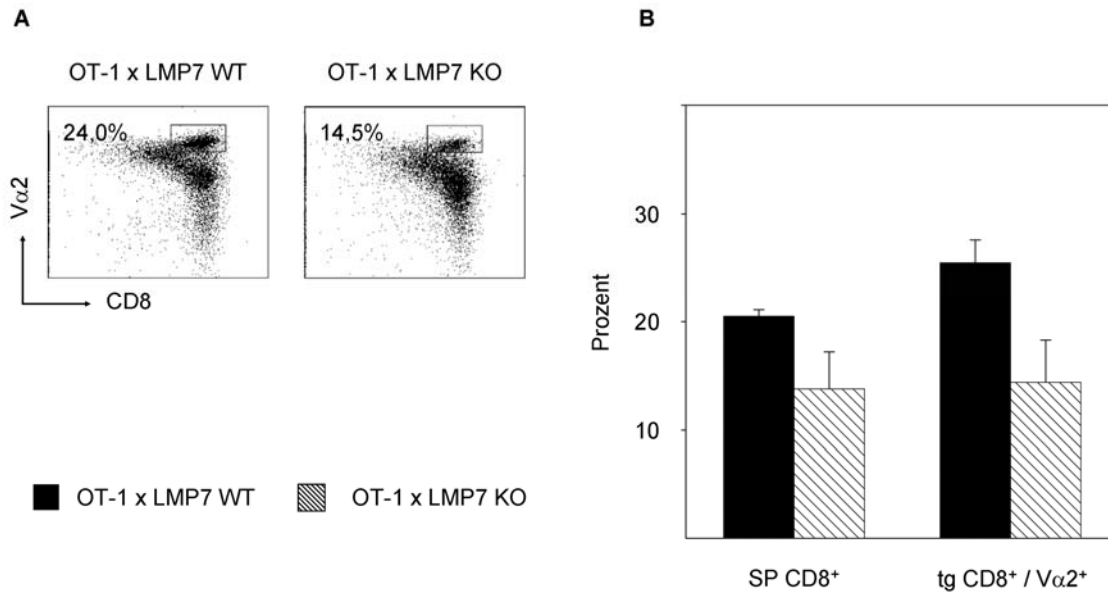 A
OT-1 x LMP7 WT
OT-1 x LMP7 KO
24,0%
14,5%
Vα2
CD8
OT-1 x LMP7 WT
OT-1 x LMP7 KO
B
Prozent
30
20
10
SP CD8⁺
tg CD8⁺ / Vα2⁺